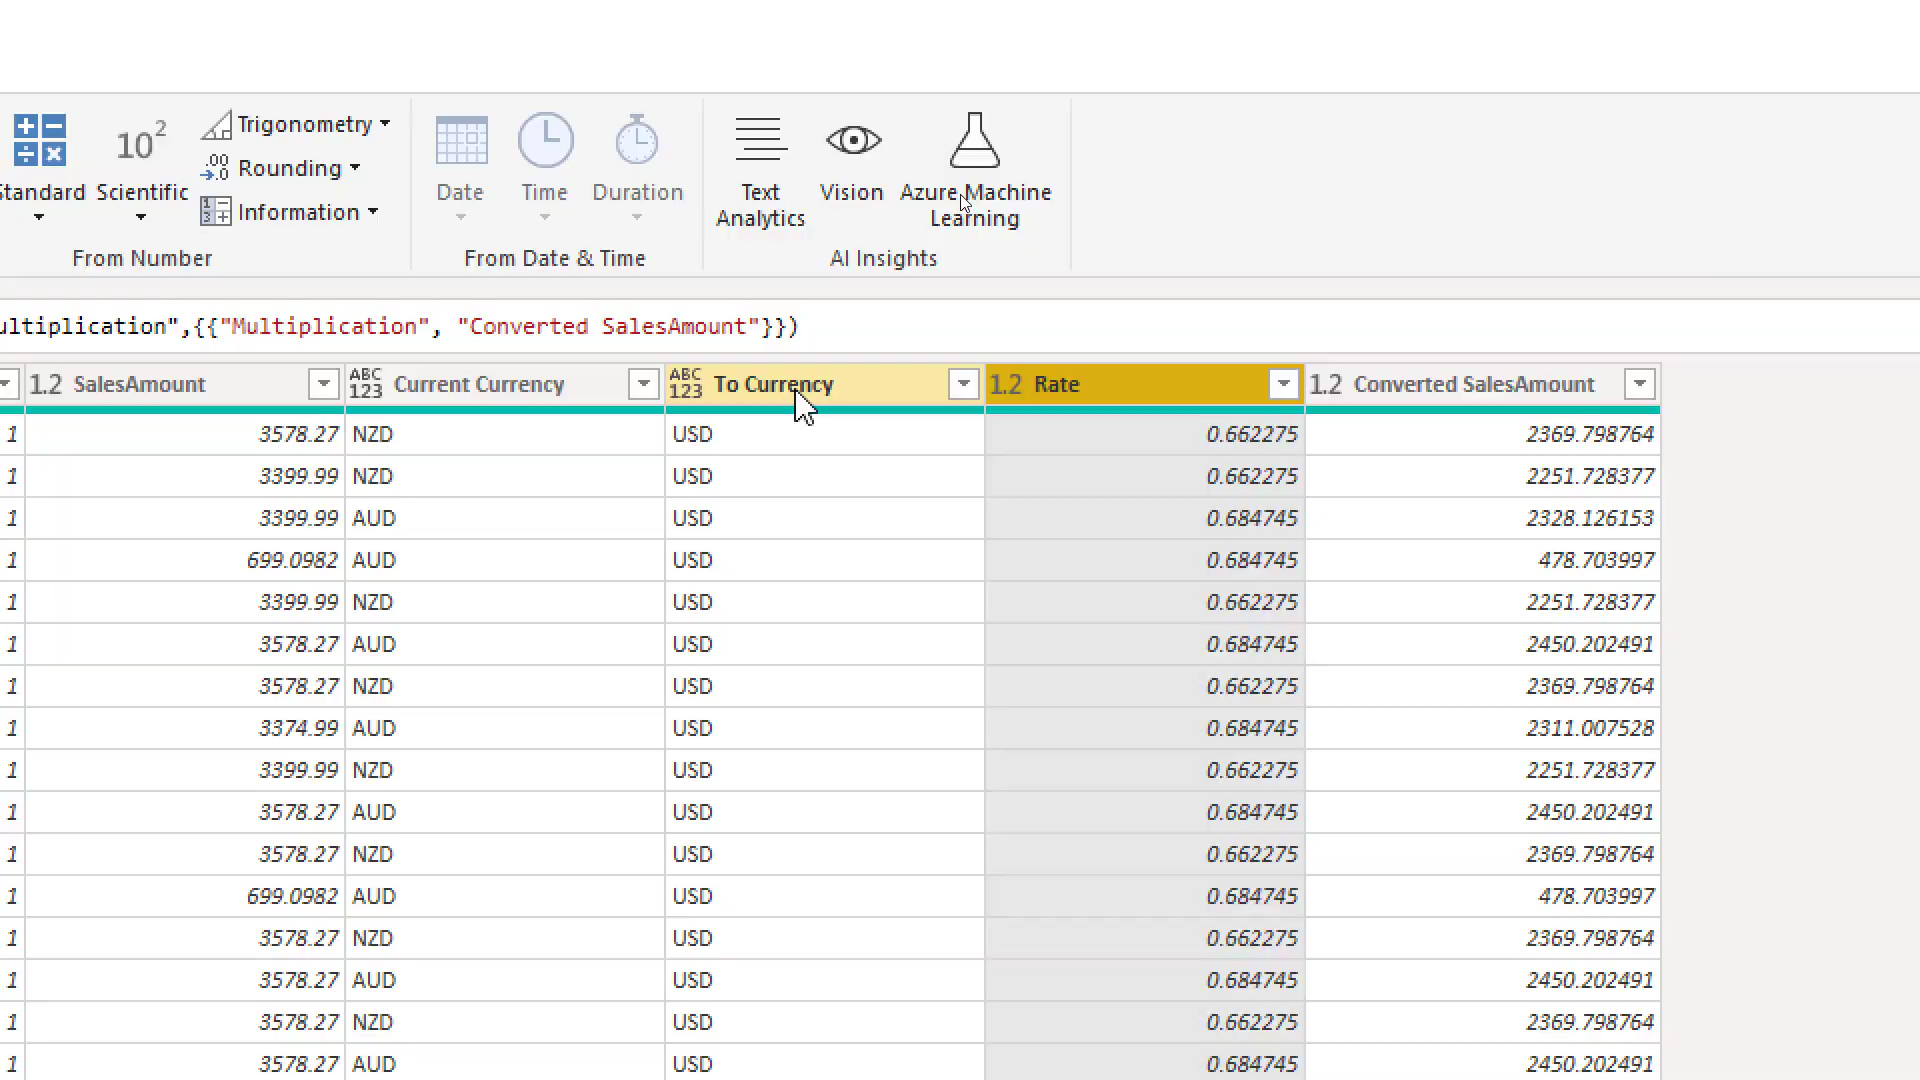 Trigonometry
Rounding
Information
Standard
Scientific
Date
Time
Duration
Text
Analytics
Vision
Azure Machine
Learning
From Number
From Date & Time
AI Insights
ultiplication",{{"Multiplication", "Converted SalesAmount"}})
1.2 SalesAmount ABC 123 Current Currency ABC 123 To Currency 1.2 Rate 1.2 Converted SalesAmount
1 3578.27 NZD USD 0.662275 2369.798764
1 3399.99 NZD USD 0.662275 2251.728377
1 3399.99 AUD USD 0.684745 2328.126153
1 699.0982 AUD USD 0.684745 478.703997
1 3399.99 NZD USD 0.662275 2251.728377
1 3578.27 AUD USD 0.684745 2450.202491
1 3578.27 NZD USD 0.662275 2369.798764
1 3374.99 AUD USD 0.684745 2311.007528
1 3399.99 NZD USD 0.662275 2251.728377
1 3578.27 AUD USD 0.684745 2450.202491
1 3578.27 NZD USD 0.662275 2369.798764
1 699.0982 AUD USD 0.684745 478.703997
1 3578.27 NZD USD 0.662275 2369.798764
1 3578.27 AUD USD 0.684745 2450.202491
1 3578.27 NZD USD 0.662275 2369.798764
1 3578.27 AUD USD 0.684745 2450.202491